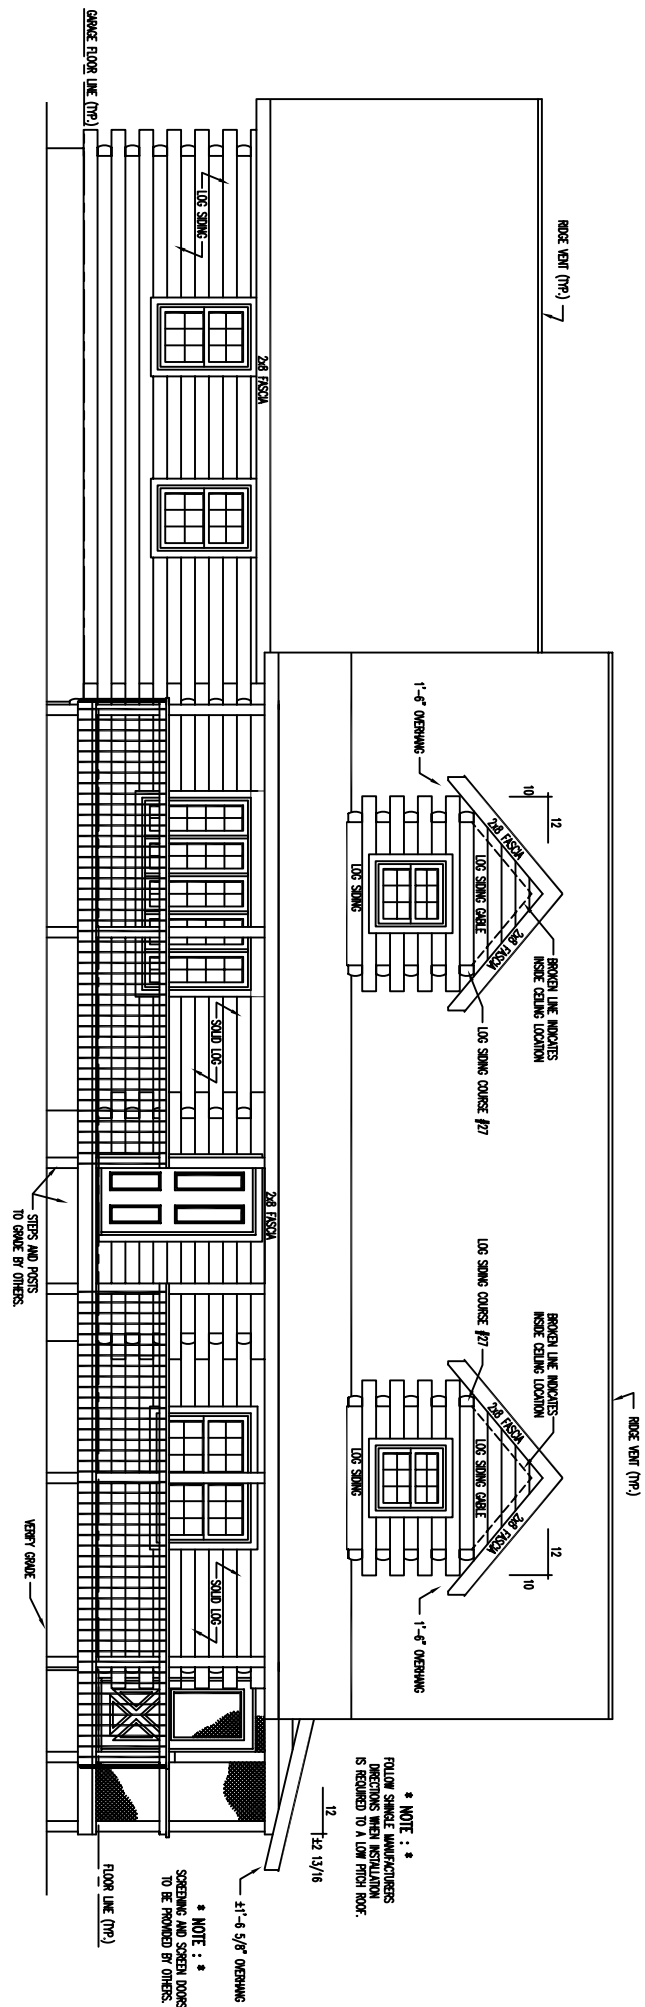 GARAGE FLOOR LINE (TYP.)
LOG SIDING
2x8 FASCIA
RIDGE VENT (TYP.)
1'-6" OVERHANG
10
12
2x8 FASCIA
LOG SIDING GABLE
2x8 FASCIA
LOG SIDING
BROKEN LINE INDICATES
INSIDE CEILING LOCATION
LOG SIDING COURSE #27
SOLID LOG
STEPS AND POSTS
TO GRADE BY OTHERS.
2x8 FASCIA
LOG SIDING COURSE #27
BROKEN LINE INDICATES
INSIDE CEILING LOCATION
RIDGE VENT (TYP.)
2x8 FASCIA
LOG SIDING GABLE
2x8 FASCIA
LOG SIDING
12
10
1'-6" OVERHANG
SOLID LOG
VERIFY GRADE
* NOTE : *
FOLLOW SHINGLE MANUFACTURERS
DIRECTIONS WHEN INSTALLATION
IS REQUIRED TO A LOW PITCH ROOF.
12
±2 13/16
±1'-6 5/8" OVERHANG
FLOOR LINE (TYP.)
* NOTE : *
SCREENING AND SCREEN DOORS
TO BE PROVIDED BY OTHERS.